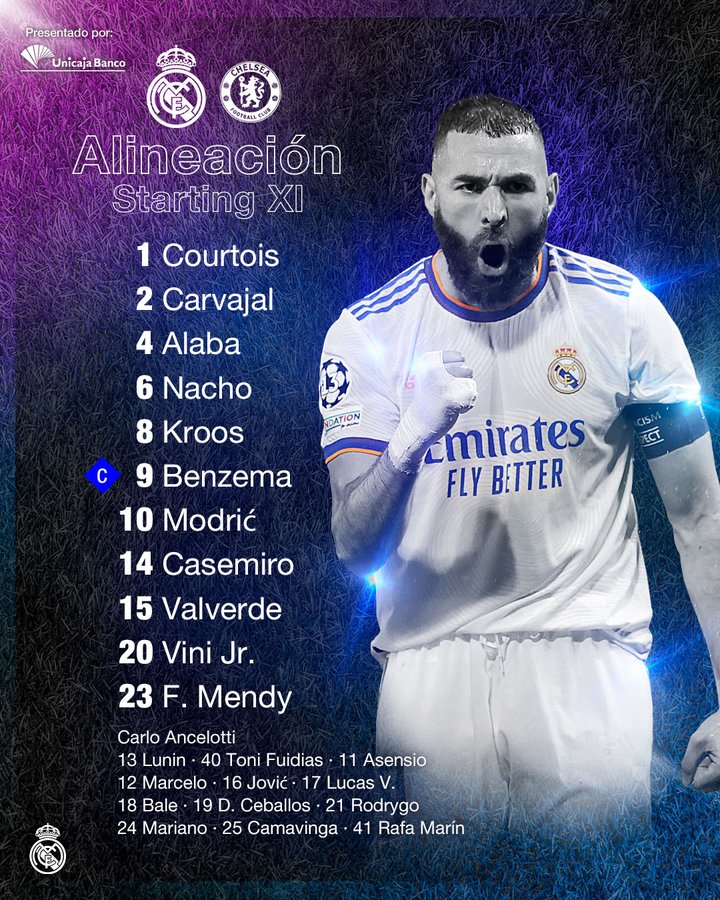 Presentado por:
Unicaja Banco
CHELSEA
FOOTBALL CLUB
Alineación
Starting XI
1 Courtois
2 Carvajal
4 Alaba
6 Nacho
8 Kroos
C 9 Benzema
10 Modrić
14 Casemiro
15 Valverde
20 Vini Jr.
23 F. Mendy
Carlo Ancelotti
13 Lunin · 40 Toni Fuidias · 11 Asensio
12 Marcelo · 16 Jović · 17 Lucas V.
18 Bale · 19 D. Ceballos · 21 Rodrygo
24 Mariano · 25 Camavinga · 41 Rafa Marín
13
Emirates
FLY BETTER